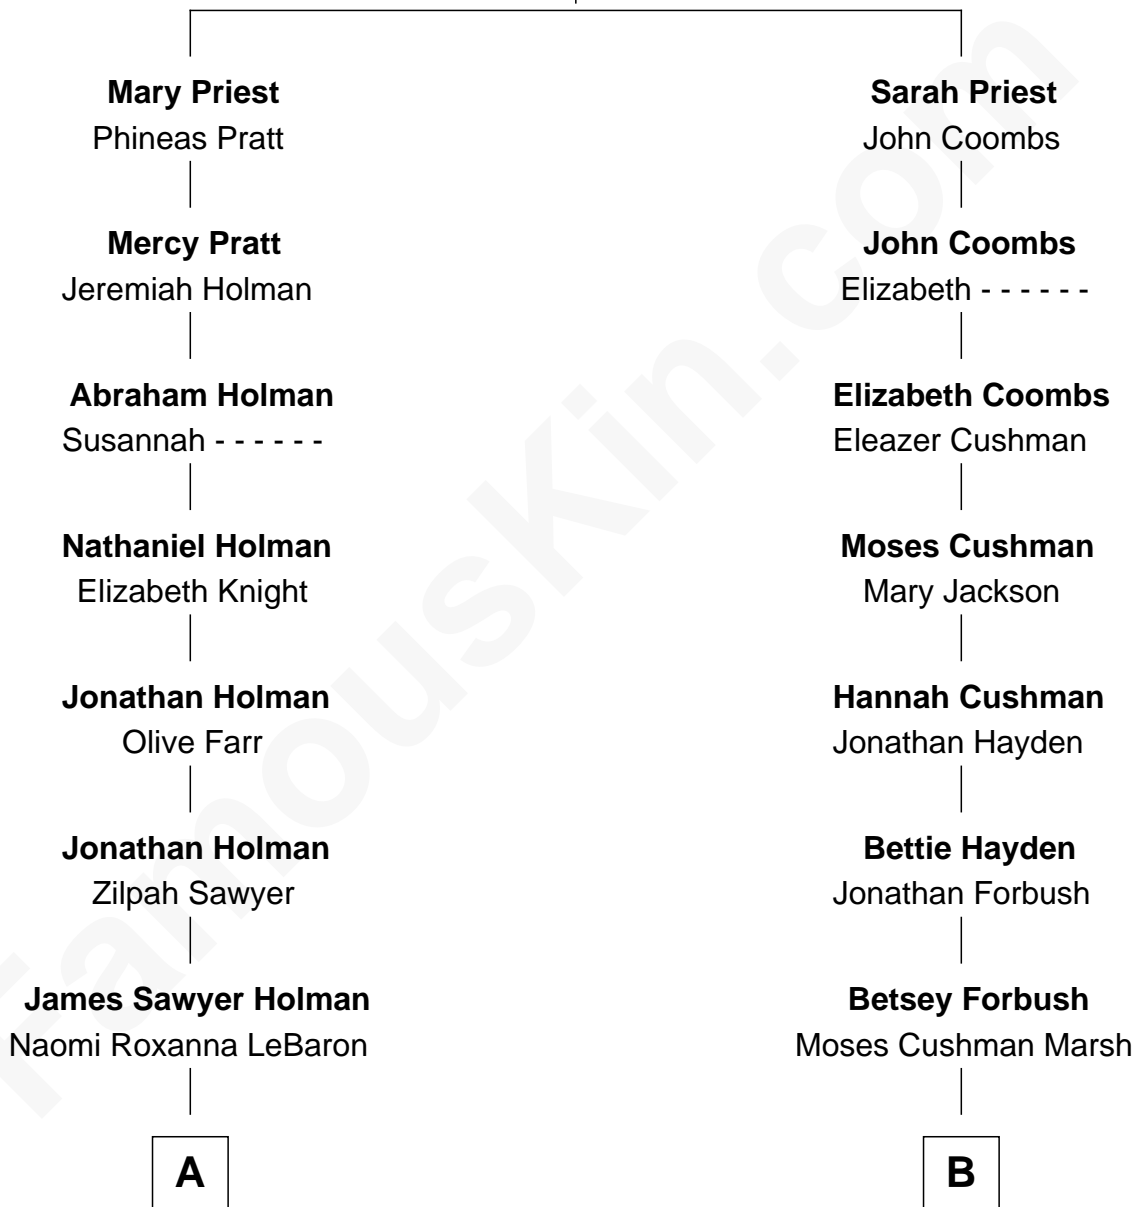 Mary Priest
Phineas Pratt
Mercy Pratt
Jeremiah Holman
Abraham Holman
Susannah - - - - - -
Nathaniel Holman
Elizabeth Knight
Jonathan Holman
Olive Farr
Jonathan Holman
Zilpah Sawyer
James Sawyer Holman
Naomi Roxanna LeBaron
A
Sarah Priest
John Coombs
John Coombs
Elizabeth - - - - - -
Elizabeth Coombs
Eleazer Cushman
Moses Cushman
Mary Jackson
Hannah Cushman
Jonathan Hayden
Bettie Hayden
Jonathan Forbush
Betsey Forbush
Moses Cushman Marsh
B
FamousKin.com